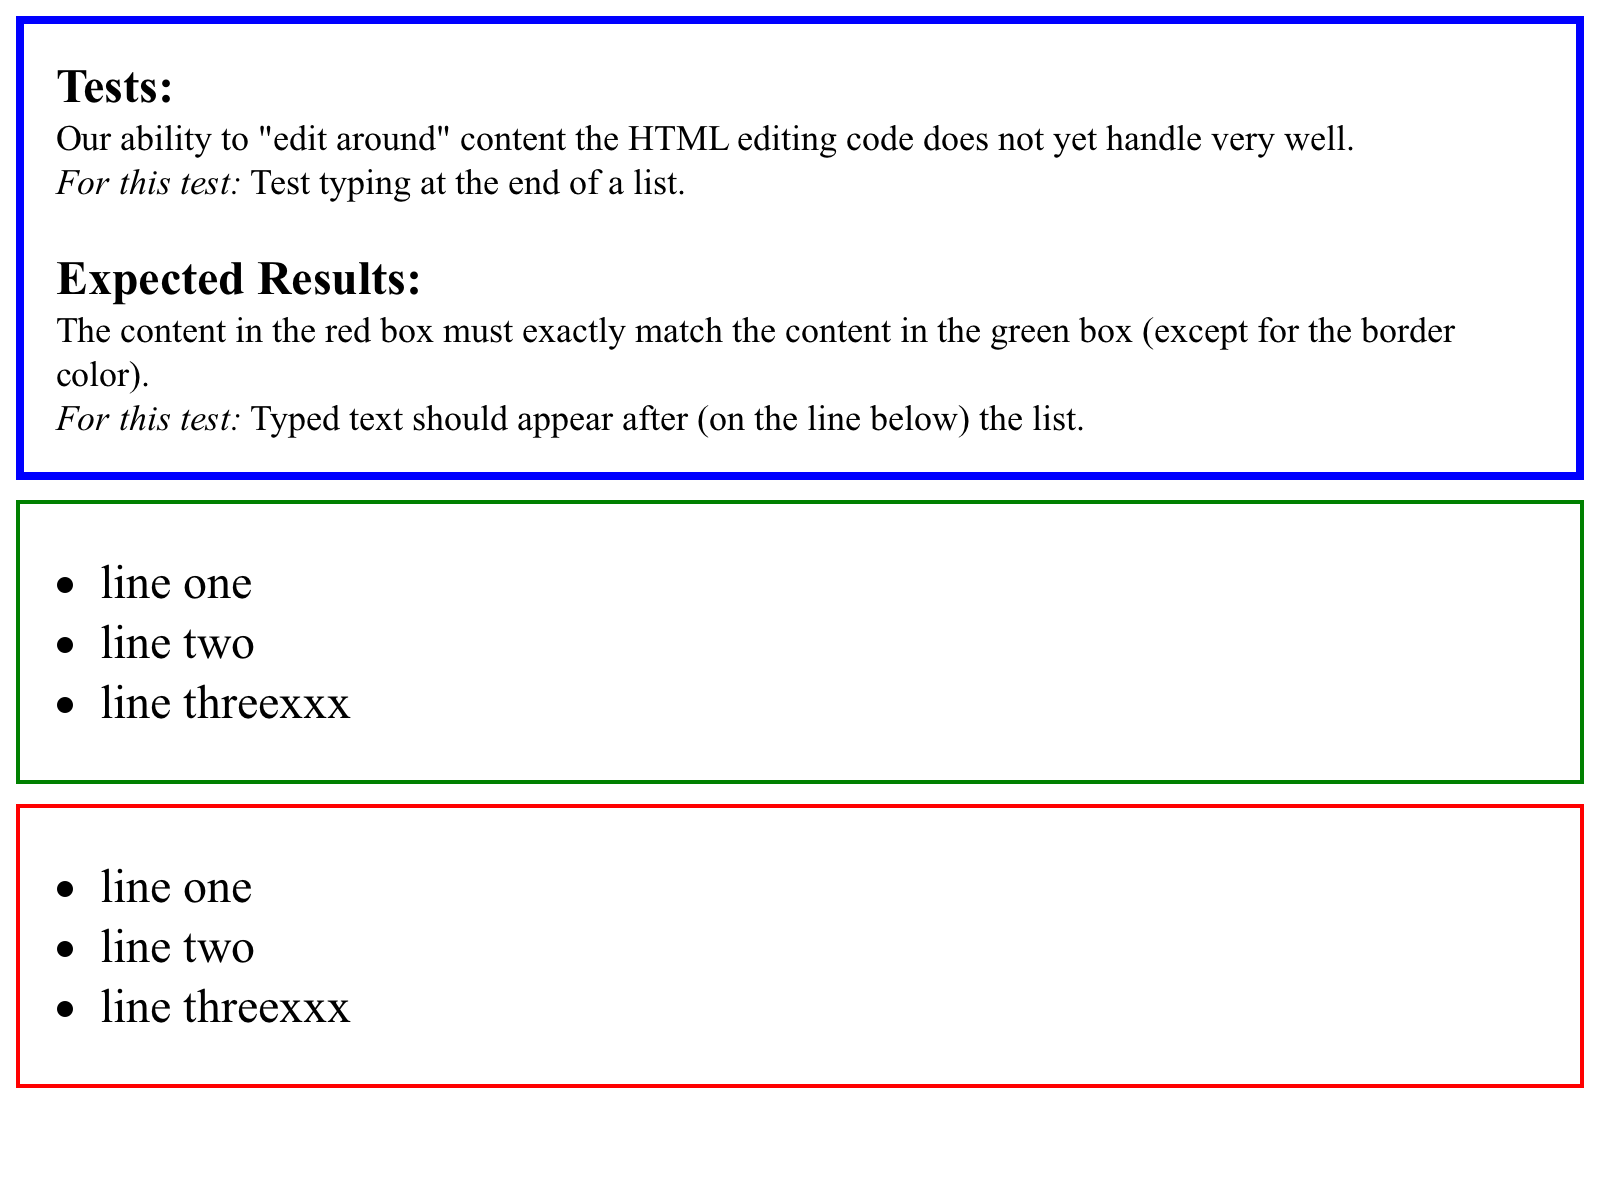 Tests:
Our ability to "edit around" content the HTML editing code does not yet handle very well.
For this test: Test typing at the end of a list.
Expected Results:
The content in the red box must exactly match the content in the green box (except for the border
color).
For this test: Typed text should appear after (on the line below) the list.
• line one
• line two
• line threexxx
• line one
• line two
• line threexxx